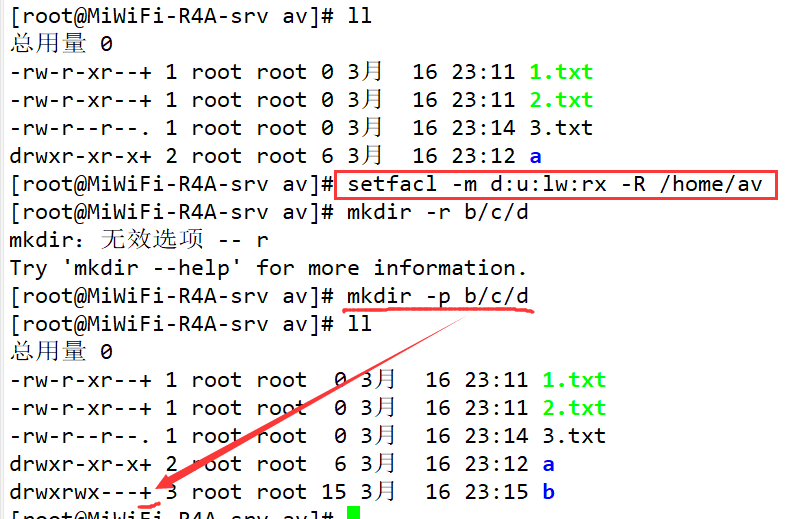 [root@MiWiFi-R4A-srv av]# ll
总用量 0
-rw-r-xr--+ 1 root root 0 3月  16 23:11 1.txt
-rw-r-xr--+ 1 root root 0 3月  16 23:11 2.txt
-rw-r--r--. 1 root root 0 3月  16 23:14 3.txt
drwxr-xr-x+ 2 root root 6 3月  16 23:12 a
[root@MiWiFi-R4A-srv av]# setfacl -m d:u:lw:rx -R /home/av
[root@MiWiFi-R4A-srv av]# mkdir -r b/c/d
mkdir：无效选项 -- r
Try 'mkdir --help' for more information.
[root@MiWiFi-R4A-srv av]# mkdir -p b/c/d
[root@MiWiFi-R4A-srv av]# ll
总用量 0
-rw-r-xr--+ 1 root root  0 3月  16 23:11 1.txt
-rw-r-xr--+ 1 root root  0 3月  16 23:11 2.txt
-rw-r--r--. 1 root root  0 3月  16 23:14 3.txt
drwxr-xr-x+ 2 root root  6 3月  16 23:12 a
drwxrwx---+ 3 root root 15 3月  16 23:15 b
[root@MiWiFi-R4A-srv av]#